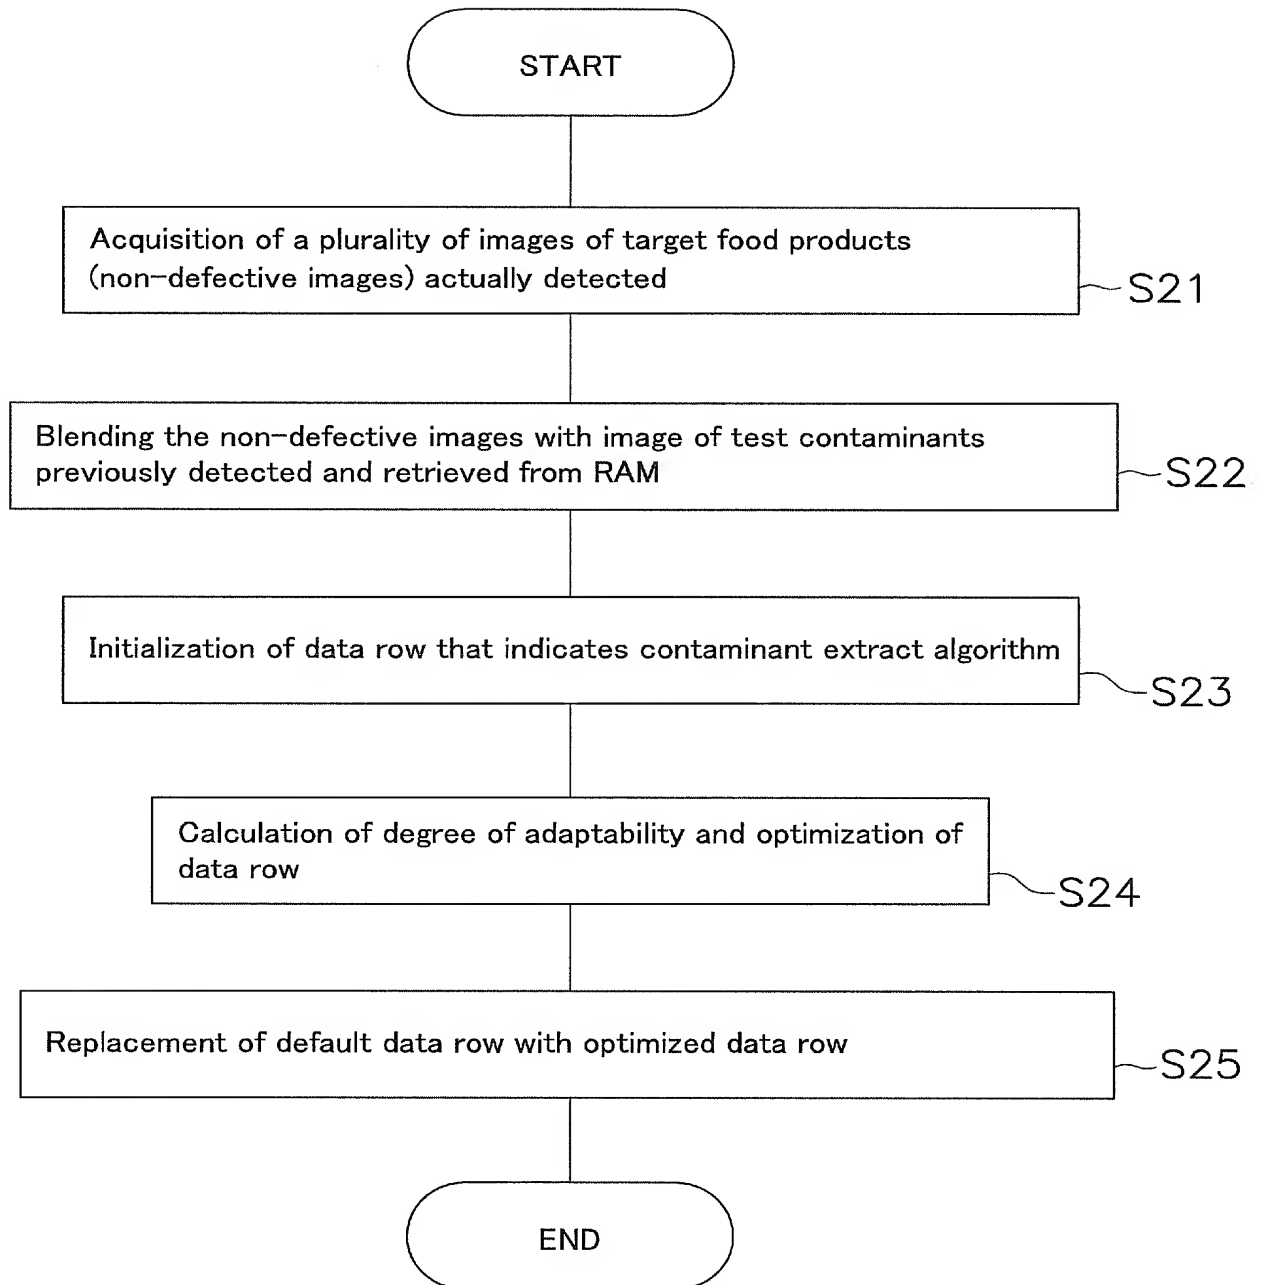 START
Acquisition of a plurality of images of target food products
(non-defective images) actually detected
S21
Blending the non-defective images with image of test contaminants
previously detected and retrieved from RAM
S22
Initialization of data row that indicates contaminant extract algorithm
S23
Calculation of degree of adaptability and optimization of
data row
S24
Replacement of default data row with optimized data row
S25
END